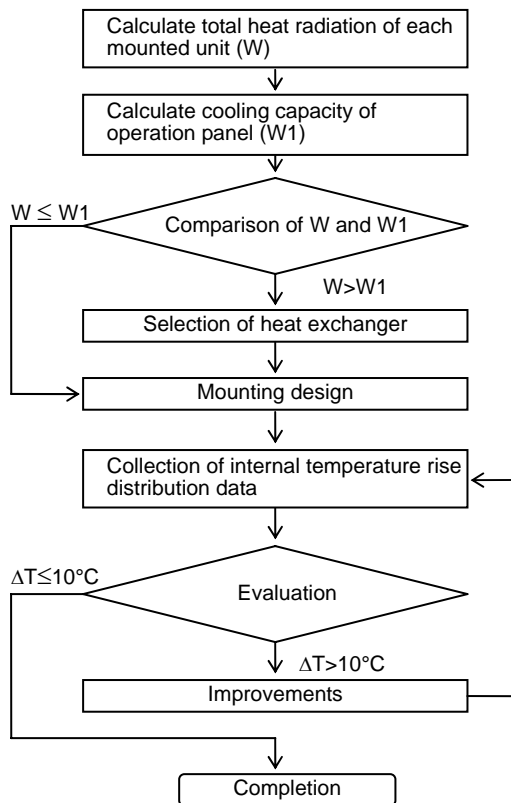 Calculate total heat radiation of each
mounted unit (W)
Calculate cooling capacity of
operation panel (W1)
W ≤ W1
Comparison of W and W1
W>W1
Selection of heat exchanger
Mounting design
Collection of internal temperature rise
distribution data
ΔT≤10°C
Evaluation
ΔT>10°C
Improvements
Completion